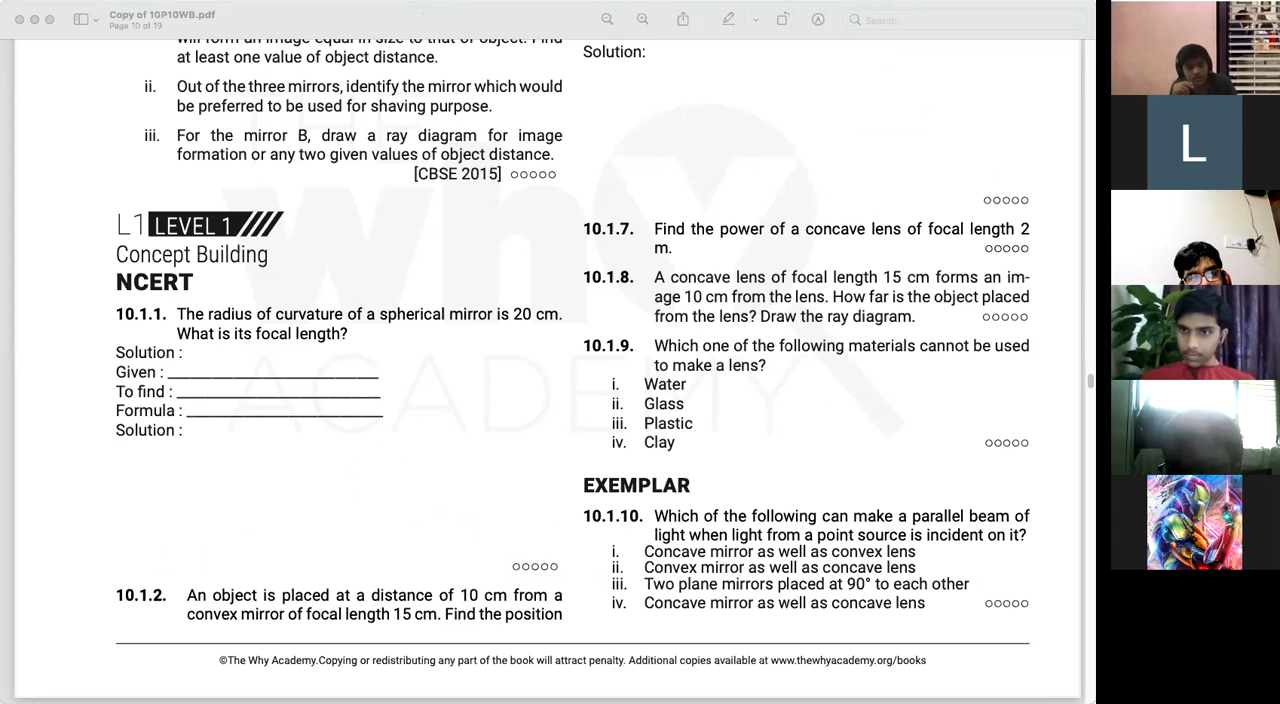 Copy of 10P10WB.pdf
Page 10 of 19
Search
at least one value of object distance.
ii. Out of the three mirrors, identify the mirror which would
be preferred to be used for shaving purpose.
iii. For the mirror B, draw a ray diagram for image
formation or any two given values of object distance.
[CBSE 2015] ○○○○○
L1 LEVEL 1
Concept Building
NCERT
10.1.1. The radius of curvature of a spherical mirror is 20 cm.
What is its focal length?
Solution :
Given : ____________________
To find : ____________________
Formula : ____________________
Solution :
○○○○○
10.1.2. An object is placed at a distance of 10 cm from a
convex mirror of focal length 15 cm. Find the position
Solution:
○○○○○
10.1.7. Find the power of a concave lens of focal length 2
m. ○○○○○
10.1.8. A concave lens of focal length 15 cm forms an im-
age 10 cm from the lens. How far is the object placed
from the lens? Draw the ray diagram. ○○○○○
10.1.9. Which one of the following materials cannot be used
to make a lens?
i. Water
ii. Glass
iii. Plastic
iv. Clay ○○○○○
EXEMPLAR
10.1.10. Which of the following can make a parallel beam of
light when light from a point source is incident on it?
i. Concave mirror as well as convex lens
ii. Convex mirror as well as concave lens
iii. Two plane mirrors placed at 90° to each other
iv. Concave mirror as well as concave lens ○○○○○
©The Why Academy.Copying or redistributing any part of the book will attract penalty. Additional copies available at www.thewhyacademy.org/books
THE
WhY
ACADEMY
L